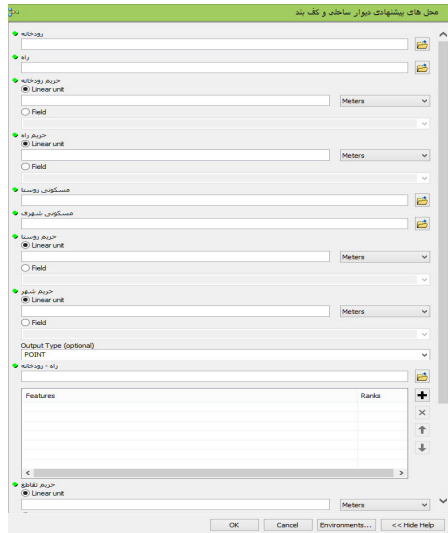 محل های پیشنهادی دیوار ساحلی و کف بند
رودخانه
راه
حریم رودخانه
Linear unit
Meters
Field
حریم راه
Linear unit
Meters
Field
مسکونی روستا
مسکونی شهری
حریم روستا
Linear unit
Meters
Field
حریم شهر
Linear unit
Meters
Field
Output Type (optional)
POINT
راه - رودخانه
Features Ranks
حریم تقاطع
Linear unit
Meters
OK Cancel Environments... << Hide Help